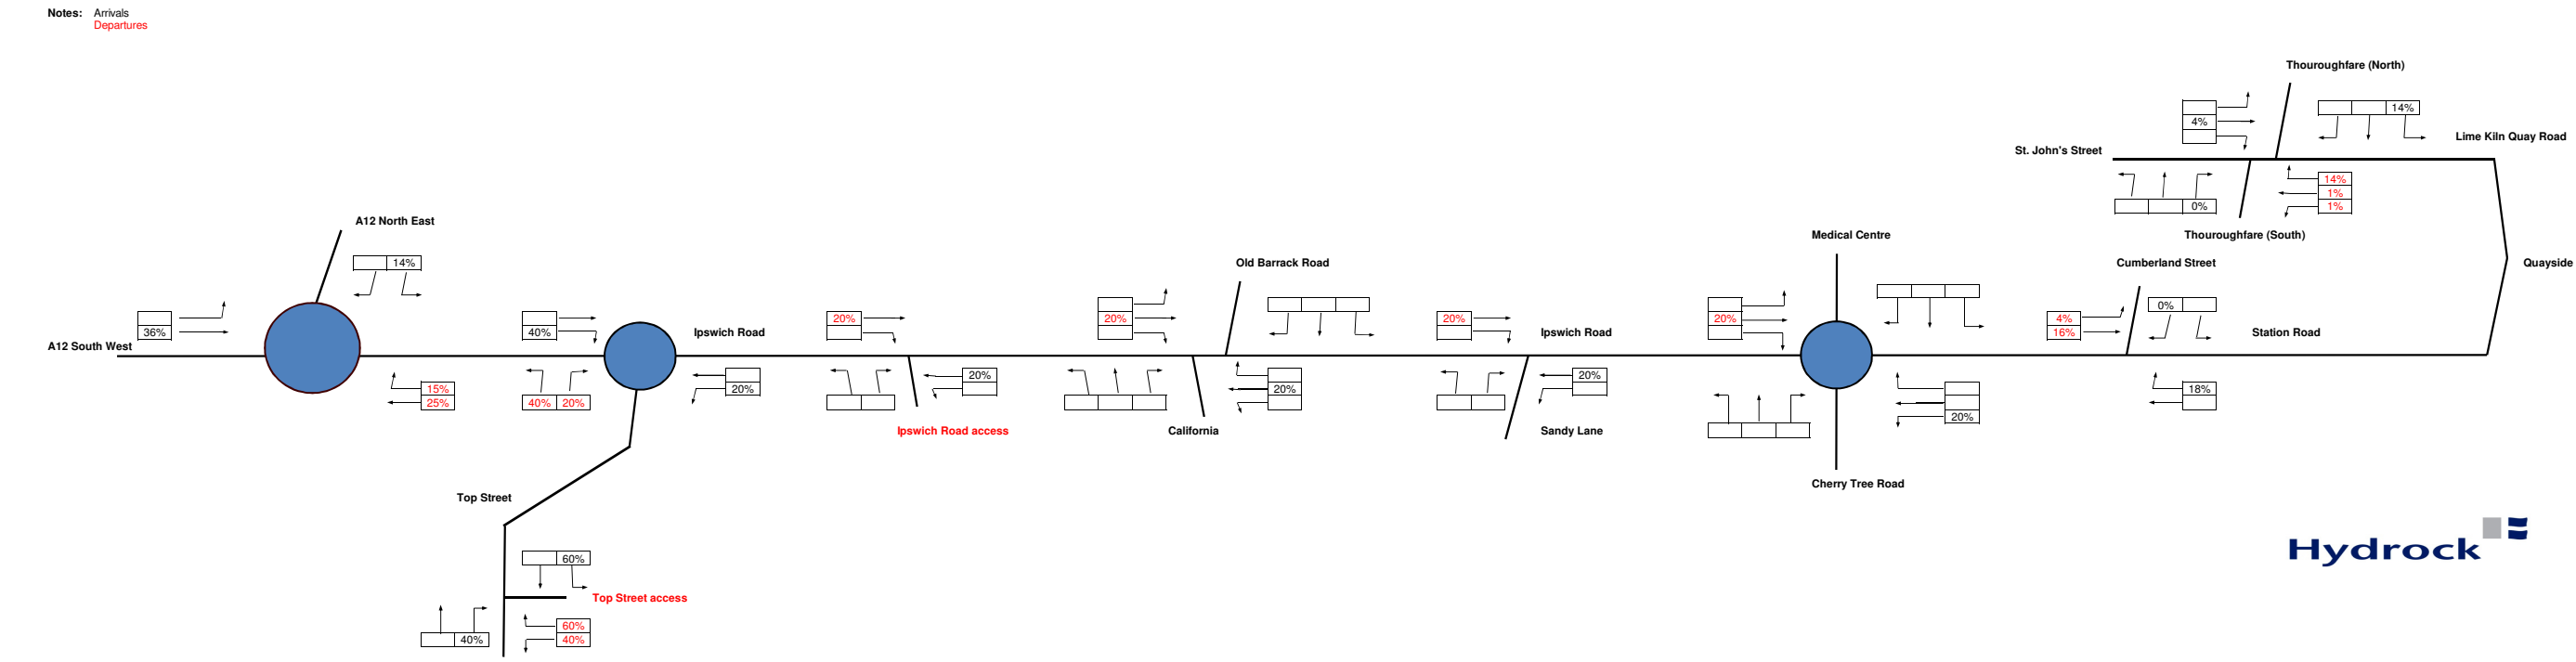 Notes: Arrivals
Departures
Thouroughfare (North)
14%
4%
Lime Kiln Quay Road
St. John's Street
14%
1%
0%
1%
A12 North East
Medical Centre
Thouroughfare (South)
14%
Old Barrack Road
Cumberland Street
Quayside
0%
36%
40%
Ipswich Road
20%
20%
20%
Ipswich Road
20%
4%
16%
Station Road
A12 South West
15%
25%
40% 20%
20%
20%
20%
20%
20%
18%
Ipswich Road access
California
Sandy Lane
Cherry Tree Road
Top Street
60%
Top Street access
40%
60%
40%
Hydrock